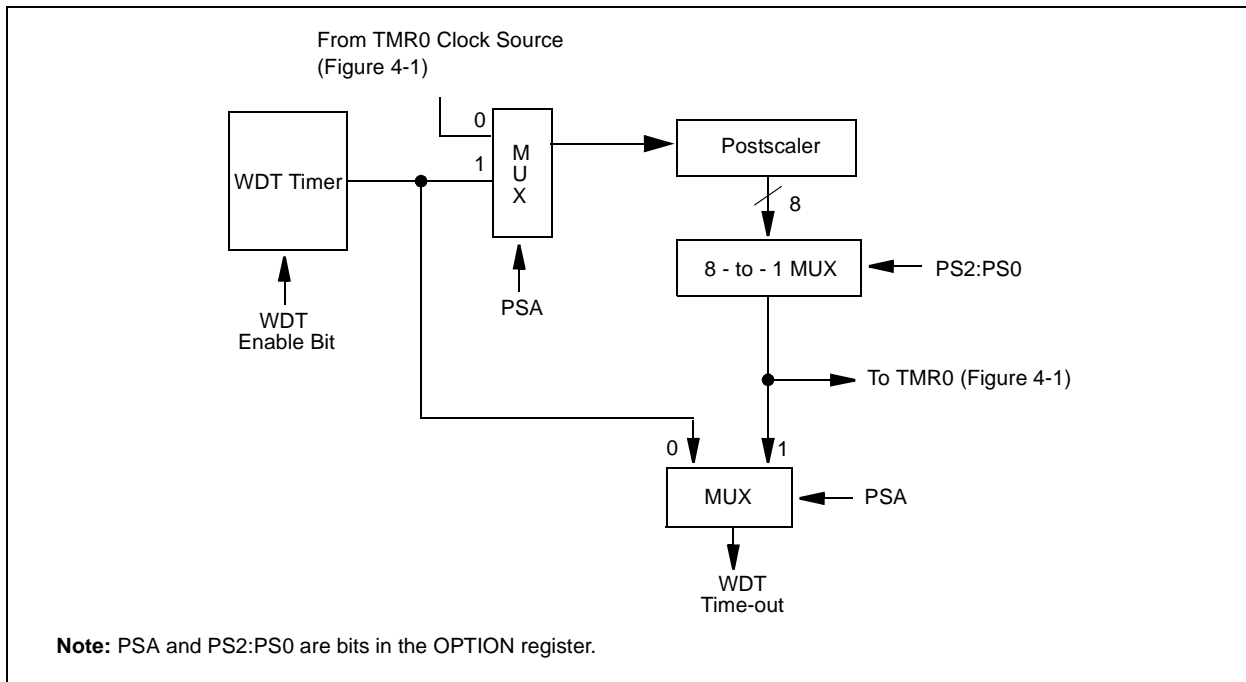 From TMR0 Clock Source
(Figure 4-1)
0
1
M
U
X
WDT Timer
Postscaler
8
8 - to - 1 MUX
PS2:PS0
PSA
WDT
Enable Bit
To TMR0 (Figure 4-1)
0
1
MUX
PSA
WDT
Time-out
Note: PSA and PS2:PS0 are bits in the OPTION register.